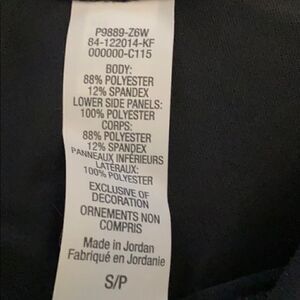 P9889-Z6W
84-122014-KF
000000-C115
BODY:
88% POLYESTER
12% SPANDEX
LOWER SIDE PANELS:
100% POLYESTER
CORPS:
88% POLYESTER
12% SPANDEX
PANNEAUX INFÉRIEURS
LATÉRAUX:
100% POLYESTER
EXCLUSIVE OF
DECORATION
ORNEMENTS NON
COMPRIS
Made in Jordan
Fabriqué en Jordanie
S/P